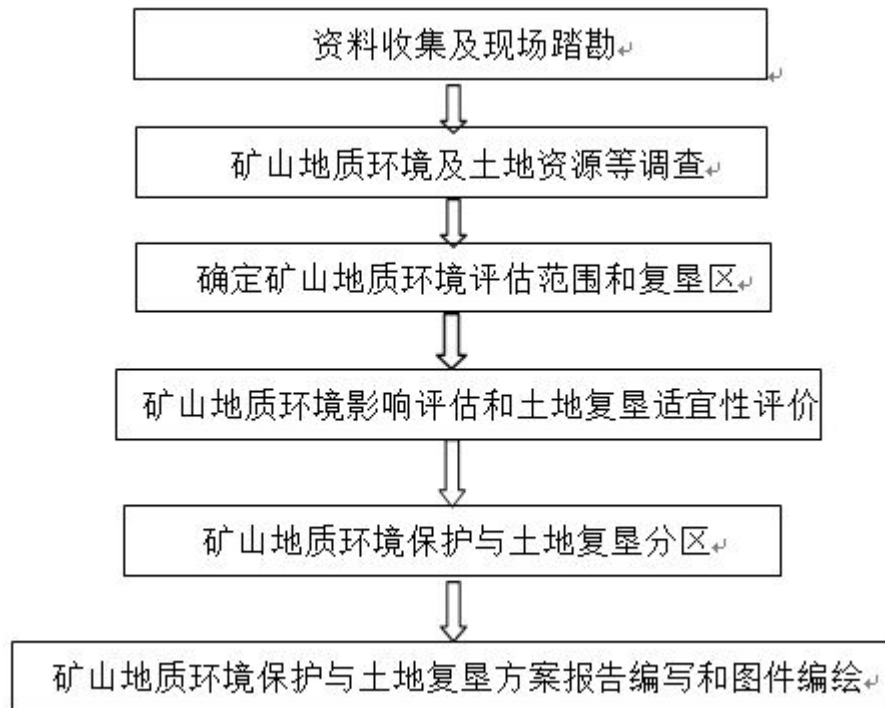 资料收集及现场踏勘
矿山地质环境及土地资源等调查
确定矿山地质环境评估范围和复垦区
矿山地质环境影响评估和土地复垦适宜性评价
矿山地质环境保护与土地复垦分区
矿山地质环境保护与土地复垦方案报告编写和图件编绘